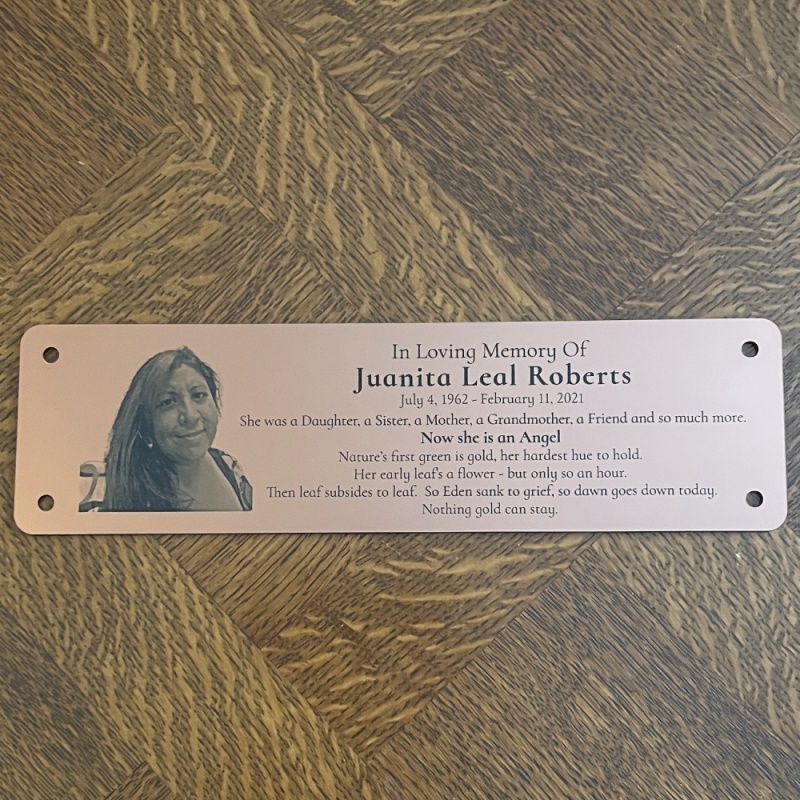 In Loving Memory Of
Juanita Leal Roberts
July 4, 1962 - February 11, 2021
She was a Daughter, a Sister, a Mother, a Grandmother, a Friend and so much more.
Now she is an Angel
Nature's first green is gold, her hardest hue to hold.
Her early leaf's a flower - but only so an hour.
Then leaf subsides to leaf. So Eden sank to grief, so dawn goes down today.
Nothing gold can stay.